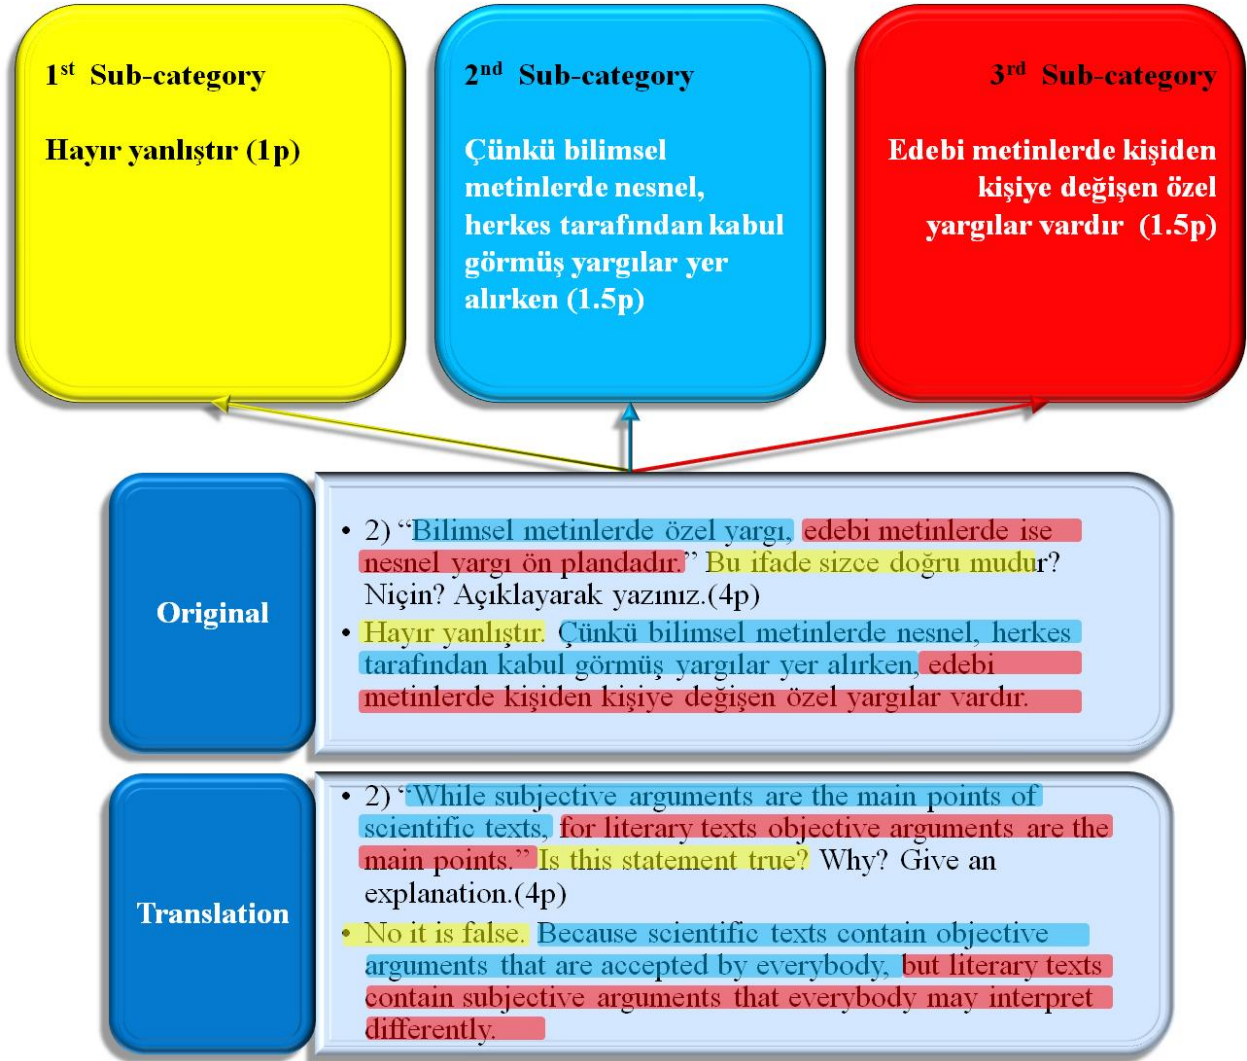 1st Sub-category
Hayır yanlıştır (1p)
2nd Sub-category
Çünkü bilimsel
metinlerde nesnel,
herkes tarafından kabul
görmüş yargılar yer
alırken (1.5p)
3rd Sub-category
Edebi metinlerde kişiden
kişiye değişen özel
yargılar vardır (1.5p)
Original
• 2) “Bilimsel metinlerde özel yargı, edebi metinlerde ise
nesnel yargı ön plandadır.” Bu ifade sizce doğru mudur?
Niçin? Açıklayarak yazınız.(4p)
• Hayır yanlıştır. Çünkü bilimsel metinlerde nesnel, herkes
tarafından kabul görmüş yargılar yer alırken, edebi
metinlerde kişiden kişiye değişen özel yargılar vardır.
Translation
• 2) “While subjective arguments are the main points of
scientific texts, for literary texts objective arguments are the
main points.” Is this statement true? Why? Give an
explanation.(4p)
• No it is false. Because scientific texts contain objective
arguments that are accepted by everybody, but literary texts
contain subjective arguments that everybody may interpret
differently.